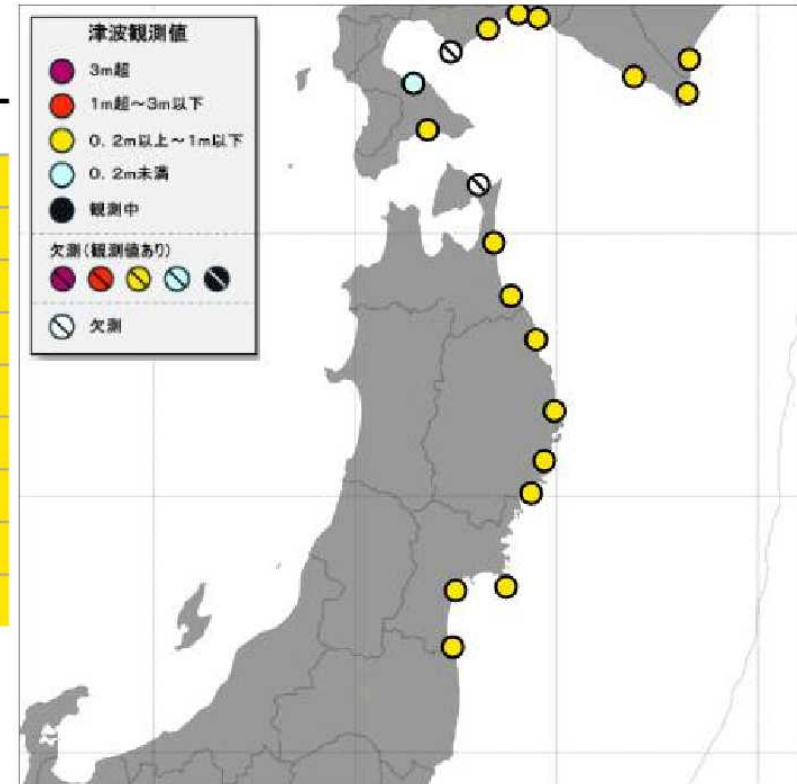 津波観測値
3m超
1m超～3m以下
0.2m以上～1m以下
0.2m未満
観測中
欠測(観測値あり)
欠測